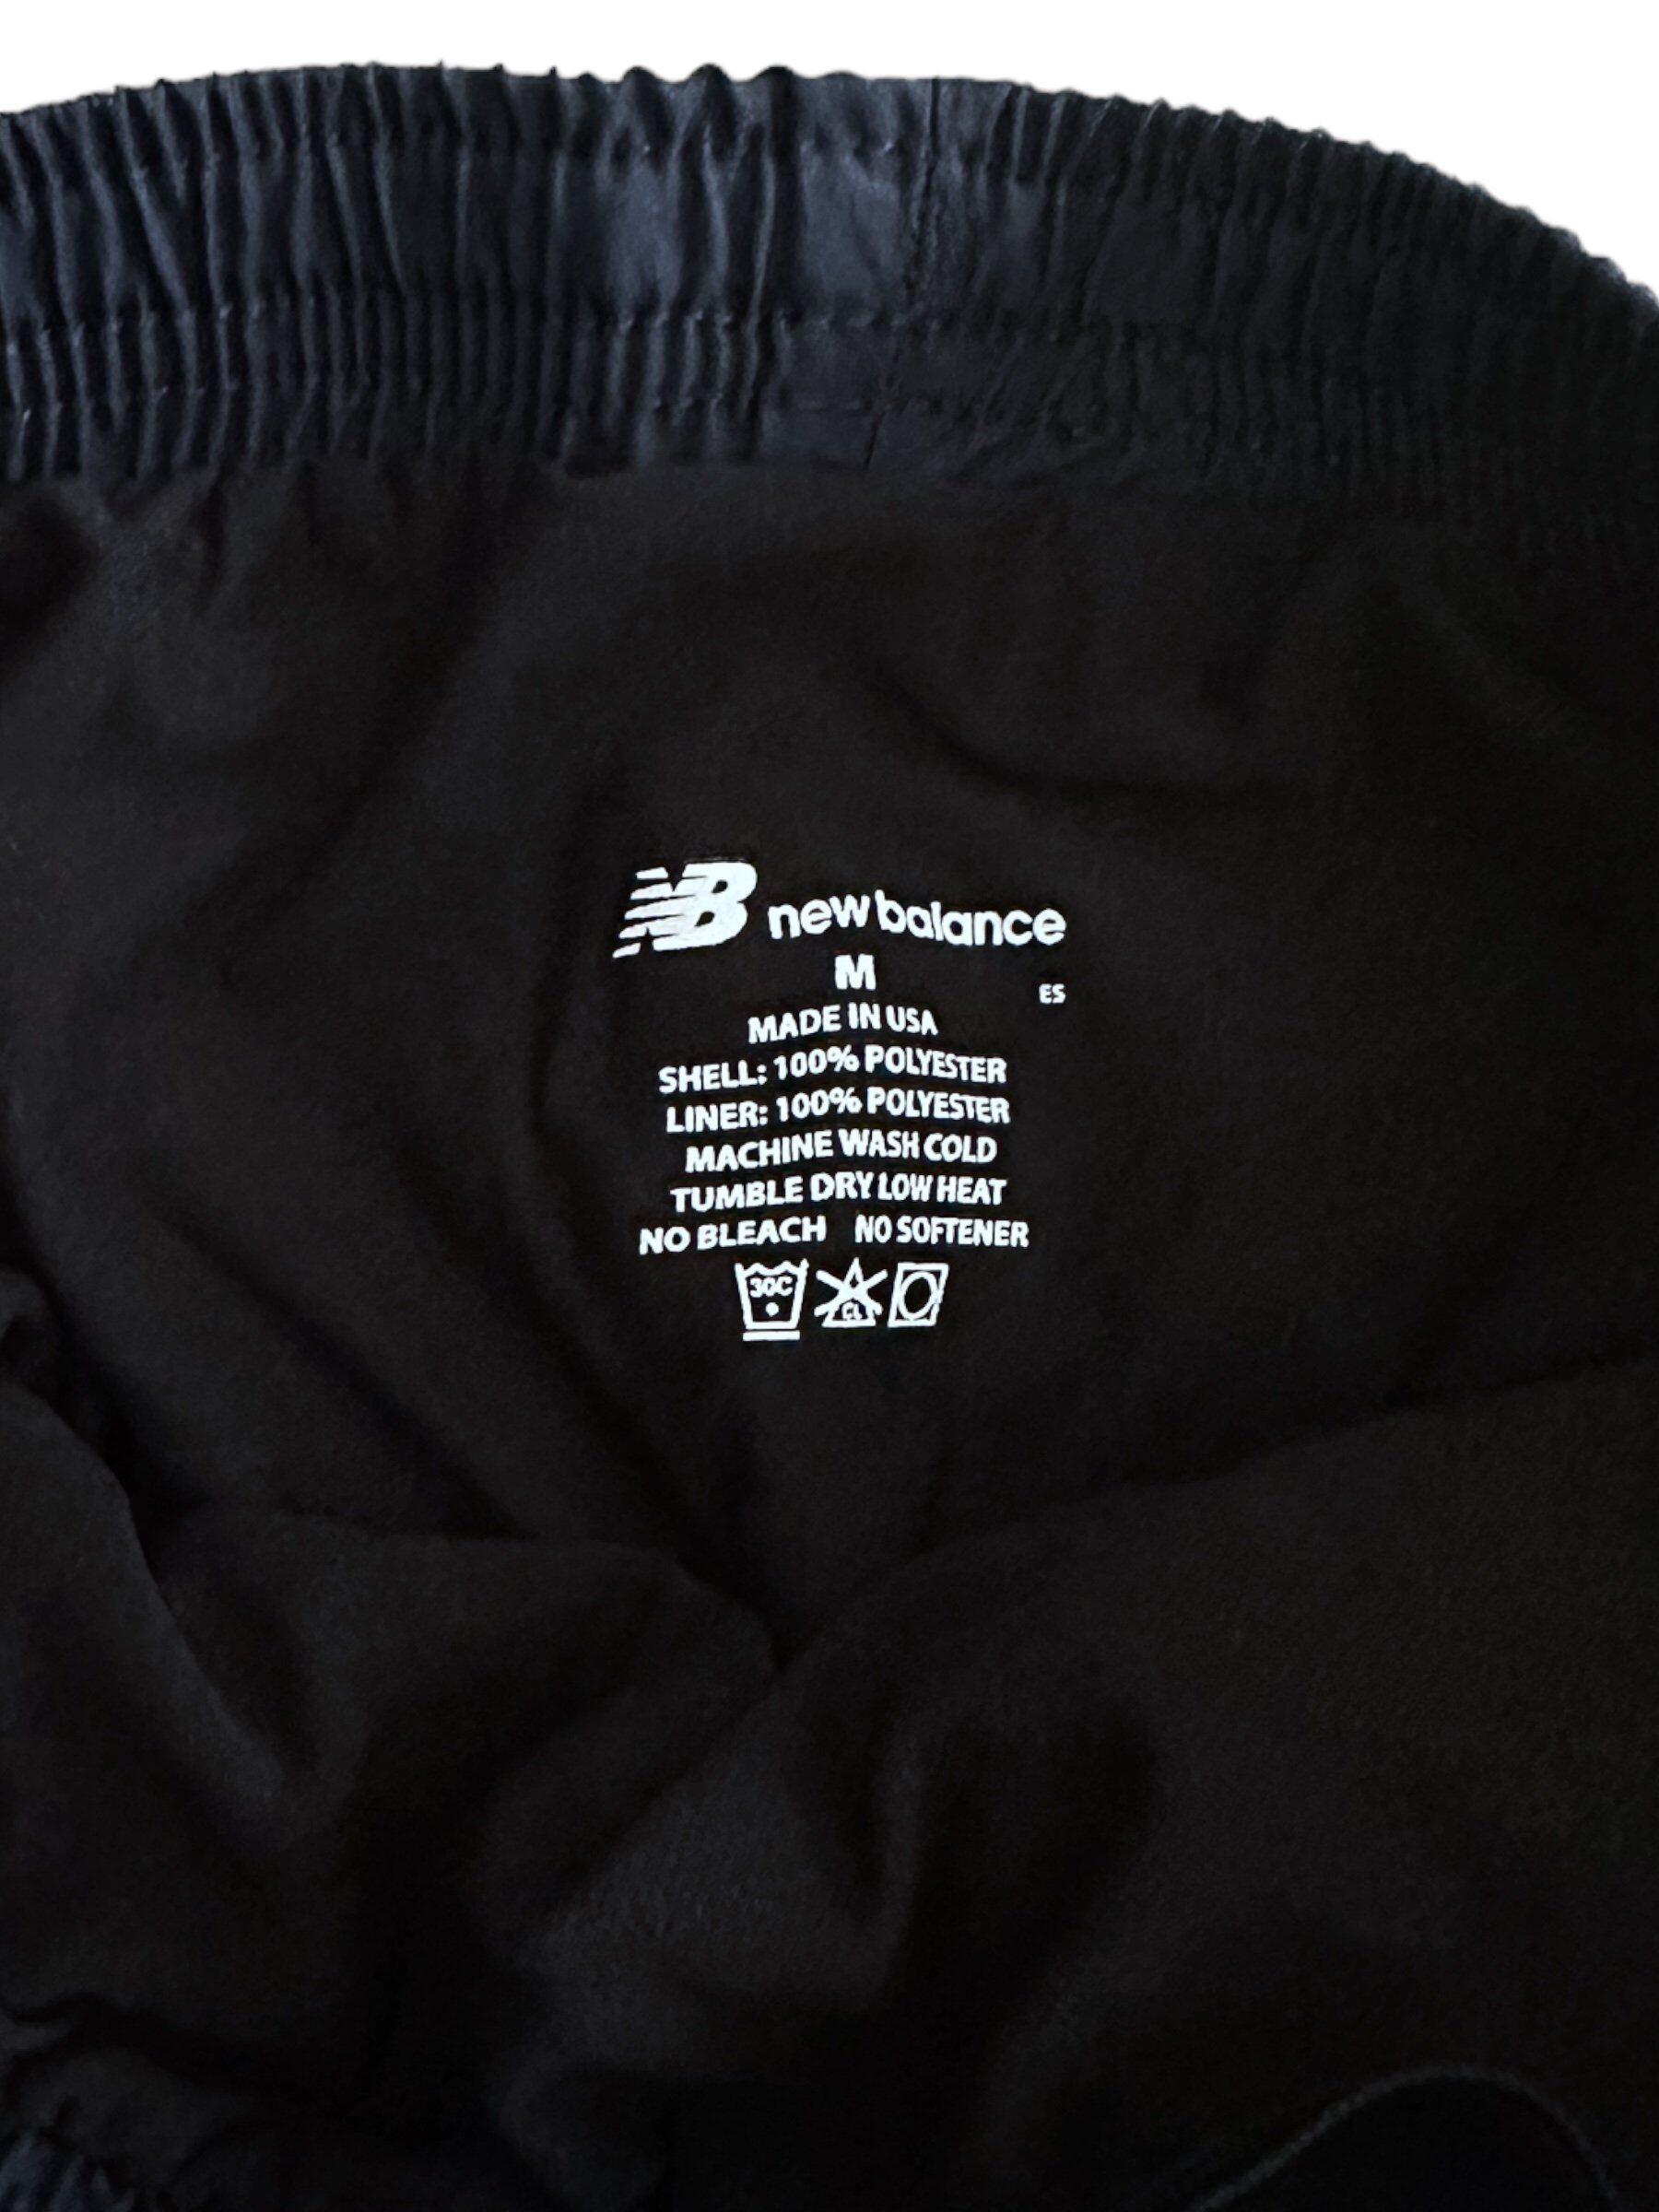 NB new balance
M
ES
MADE IN USA
SHELL: 100% POLYESTER
LINER: 100% POLYESTER
MACHINE WASH COLD
TUMBLE DRY LOW HEAT
NO BLEACH NO SOFTENER
30C CL